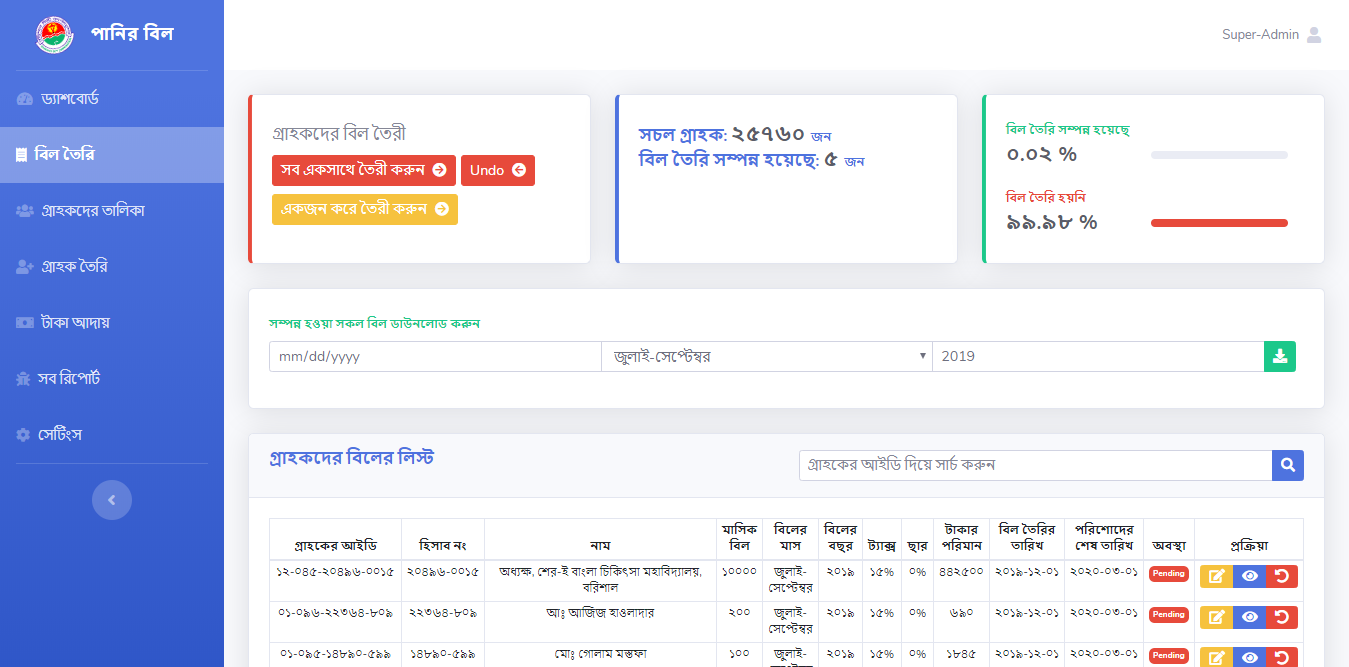 পানির বিল
Super-Admin
ড্যাশবোর্ড
বিল তৈরি
গ্রাহকদের তালিকা
গ্রাহক তৈরি
টাকা আদায়
সব রিপোর্ট
সেটিংস
গ্রাহকদের বিল তৈরী
সব একসাথে তৈরী করুন Undo
একজন করে তৈরী করুন
সচল গ্রাহক: ২৫৭৬০ জন
বিল তৈরি সম্পন্ন হয়েছে: ৫ জন
বিল তৈরি সম্পন্ন হয়েছে
০.০২ %
বিল তৈরি হয়নি
৯৯.৯৮ %
সম্পন্ন হওয়া সকল বিল ডাউনলোড করুন
mm/dd/yyyy জুলাই-সেপ্টেম্বর 2019
গ্রাহকদের বিলের লিস্ট
গ্রাহকের আইডি দিয়ে সার্চ করুন
গ্রাহকের আইডি হিসাব নং নাম মাসিক বিল বিলের মাস বিলের বছর ট্যাক্স ছার টাকার পরিমান বিল তৈরির তারিখ পরিশোদের শেষ তারিখ অবস্থা প্রক্রিয়া
১২-০৪৫-২০৪৯৬-০০১৫ ২০৪৯৬-০০১৫ অধ্যক্ষ, শের-ই বাংলা চিকিৎসা মহাবিদ্যালয়, বরিশাল ১০০০০ জুলাই-সেপ্টেম্বর ২০১৯ ১৫% ০% ৪৪২৫০০ ২০১৯-১২-০১ ২০২০-০৩-০১ Pending
০১-০৯৬-২২৩৬৪-৮০৯ ২২৩৬৪-৮০৯ আঃ আজিজ হাওলাদার ২০০ জুলাই-সেপ্টেম্বর ২০১৯ ১৫% ০% ৬৯০ ২০১৯-১২-০১ ২০২০-০৩-০১ Pending
০১-০৯৫-১৪৮৯০-৫৯৯ ১৪৮৯০-৫৯৯ মোঃ গোলাম মস্তফা ১০০ জুলাই- ২০১৯ ১৫% ০% ১৮৪৫ ২০১৯-১২-০১ ২০২০-০৩-০১ Pending